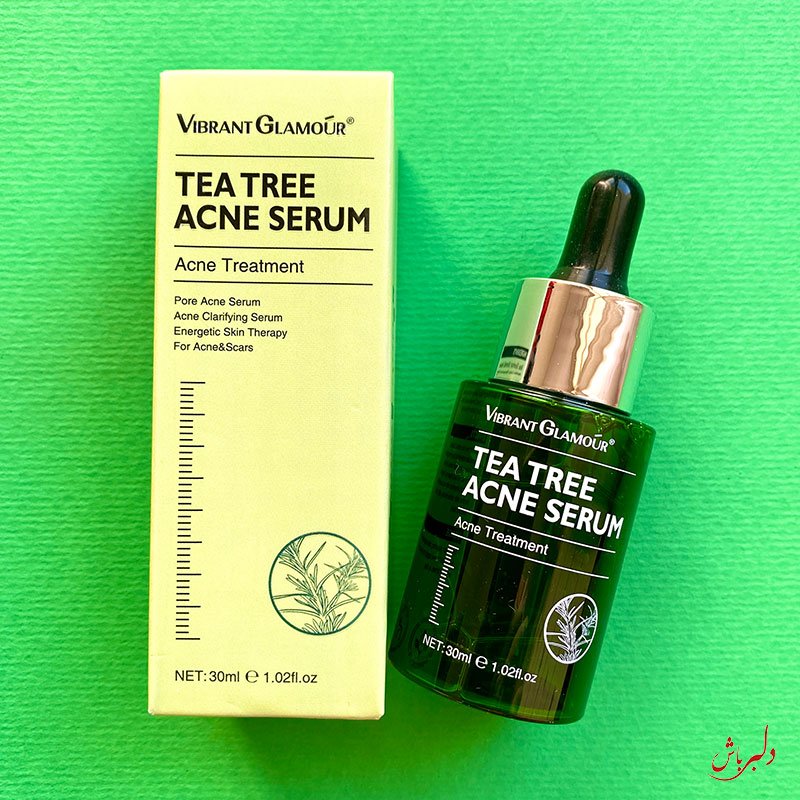 VIBRANT GLAMOUR®
TEA TREE
ACNE SERUM
Acne Treatment
Pore Acne Serum
Acne Clarifying Serum
Energetic Skin Therapy
For Acne&Scars
NET: 30ml ℮ 1.02fl.oz
VIBRANT GLAMOUR®
TEA TREE
ACNE SERUM
Acne Treatment
NET: 30ml ℮ 1.02fl.oz
دلبر باش